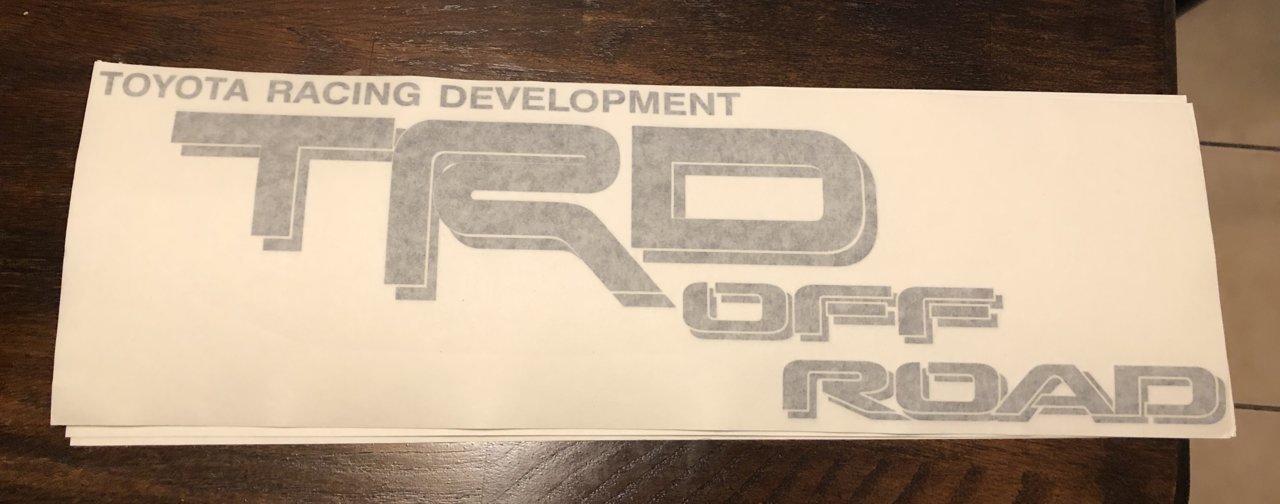 TOYOTA RACING DEVELOPMENT
TRD
OFF
ROAD